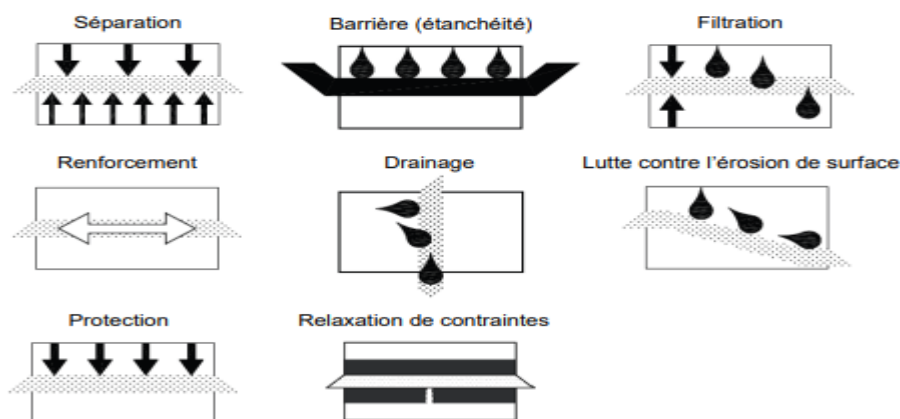 Séparation
Barrière (étanchéité)
Filtration
Renforcement
Drainage
Lutte contre l'érosion de surface
Protection
Relaxation de contraintes